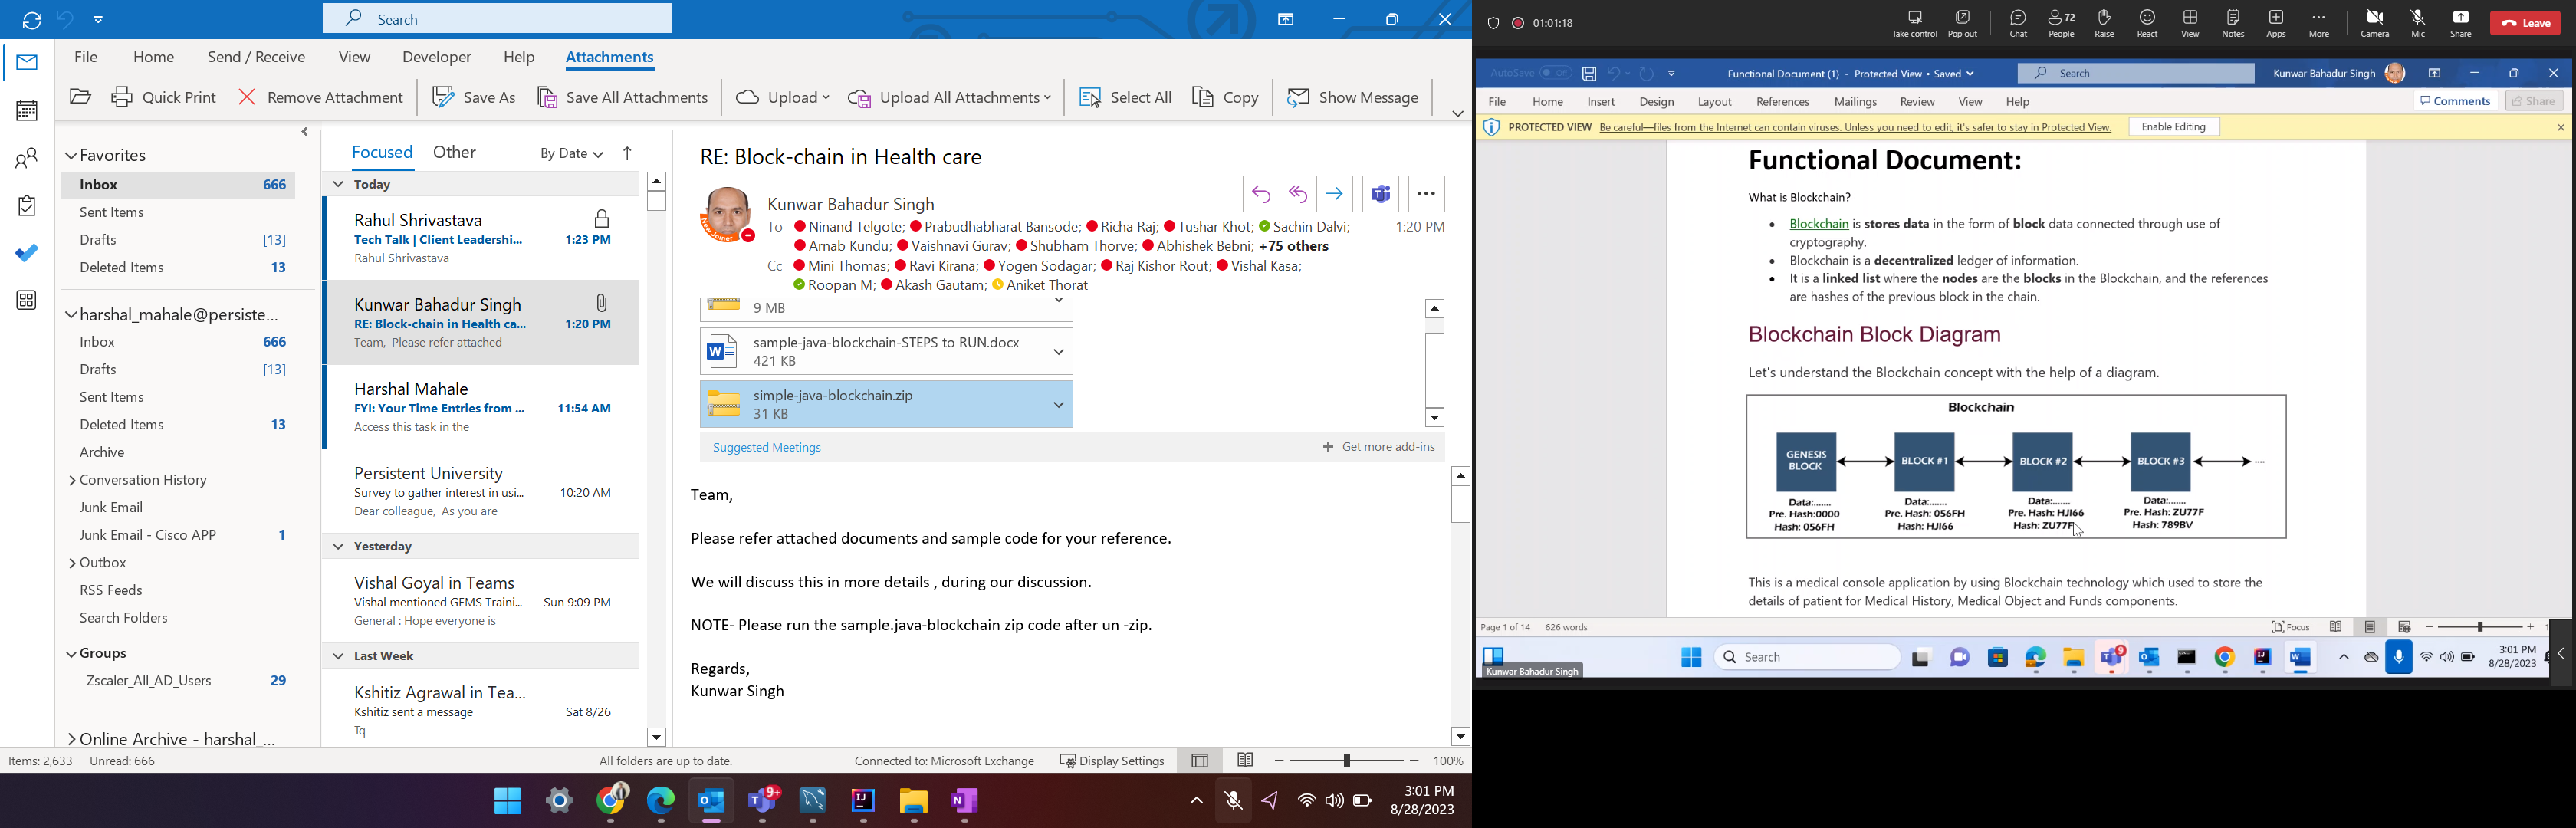 Search
File Home Send / Receive View Developer Help Attachments
Quick Print Remove Attachment Save As Save All Attachments Upload Upload All Attachments Select All Copy Show Message
Favorites
Inbox 666
Sent Items
Drafts [13]
Deleted Items 13
harshal_mahale@persiste...
Inbox 666
Drafts [13]
Sent Items
Deleted Items 13
Archive
Conversation History
Junk Email
Junk Email - Cisco APP 1
Outbox
RSS Feeds
Search Folders
Groups
Zscaler_All_AD_Users 29
Online Archive - harshal_...
Focused Other By Date
Today
Rahul Shrivastava
Tech Talk | Client Leadershi... 1:23 PM
Rahul Shrivastava
Kunwar Bahadur Singh
RE: Block-chain in Health ca... 1:20 PM
Team, Please refer attached
Harshal Mahale
FYI: Your Time Entries from ... 11:54 AM
Access this task in the
Persistent University
Survey to gather interest in usi... 10:20 AM
Dear colleague, As you are
Yesterday
Vishal Goyal in Teams
Vishal mentioned GEMS Traini... Sun 9:09 PM
General : Hope everyone is
Last Week
Kshitiz Agrawal in Tea...
Kshitiz sent a message Sat 8/26
Tq
RE: Block-chain in Health care
New Joiner
Kunwar Bahadur Singh
To Ninand Telgote; Prabudhabharat Bansode; Richa Raj; Tushar Khot; Sachin Dalvi; 1:20 PM
Arnab Kundu; Vaishnavi Gurav; Shubham Thorve; Abhishek Bebni; +75 others
Cc Mini Thomas; Ravi Kirana; Yogen Sodagar; Raj Kishor Rout; Vishal Kasa;
Roopan M; Akash Gautam; Aniket Thorat
9 MB
sample-java-blockchain-STEPS to RUN.docx
421 KB
simple-java-blockchain.zip
31 KB
Suggested Meetings + Get more add-ins
Team,
Please refer attached documents and sample code for your reference.
We will discuss this in more details , during our discussion.
NOTE- Please run the sample.java-blockchain zip code after un -zip.
Regards,
Kunwar Singh
Items: 2,633 Unread: 666 All folders are up to date. Connected to: Microsoft Exchange Display Settings 100%
9+
3:01 PM
8/28/2023
01:01:18 Take control Pop out Chat People 72 Raise React View Notes Apps More Camera Mic Share Leave
AutoSave Off Functional Document (1) - Protected View • Saved Search Kunwar Bahadur Singh
File Home Insert Design Layout References Mailings Review View Help Comments Share
PROTECTED VIEW Be careful—files from the Internet can contain viruses. Unless you need to edit, it's safer to stay in Protected View. Enable Editing
Functional Document:
What is Blockchain?
• Blockchain is stores data in the form of block data connected through use of
cryptography.
• Blockchain is a decentralized ledger of information.
• It is a linked list where the nodes are the blocks in the Blockchain, and the references
are hashes of the previous block in the chain.
Blockchain Block Diagram
Let's understand the Blockchain concept with the help of a diagram.
Blockchain
GENESIS BLOCK BLOCK #1 BLOCK #2 BLOCK #3 ....
Data:....... Data:....... Data:....... Data:.......
Pre. Hash:0000 Pre. Hash: 056FH Pre. Hash: HJI66 Pre. Hash: ZU77F
Hash: 056FH Hash: HJI66 Hash: ZU77F Hash: 789BV
This is a medical console application by using Blockchain technology which used to store the
details of patient for Medical History, Medical Object and Funds components.
Page 1 of 14 626 words Focus
Search 9 3:01 PM
8/28/2023
Kunwar Bahadur Singh